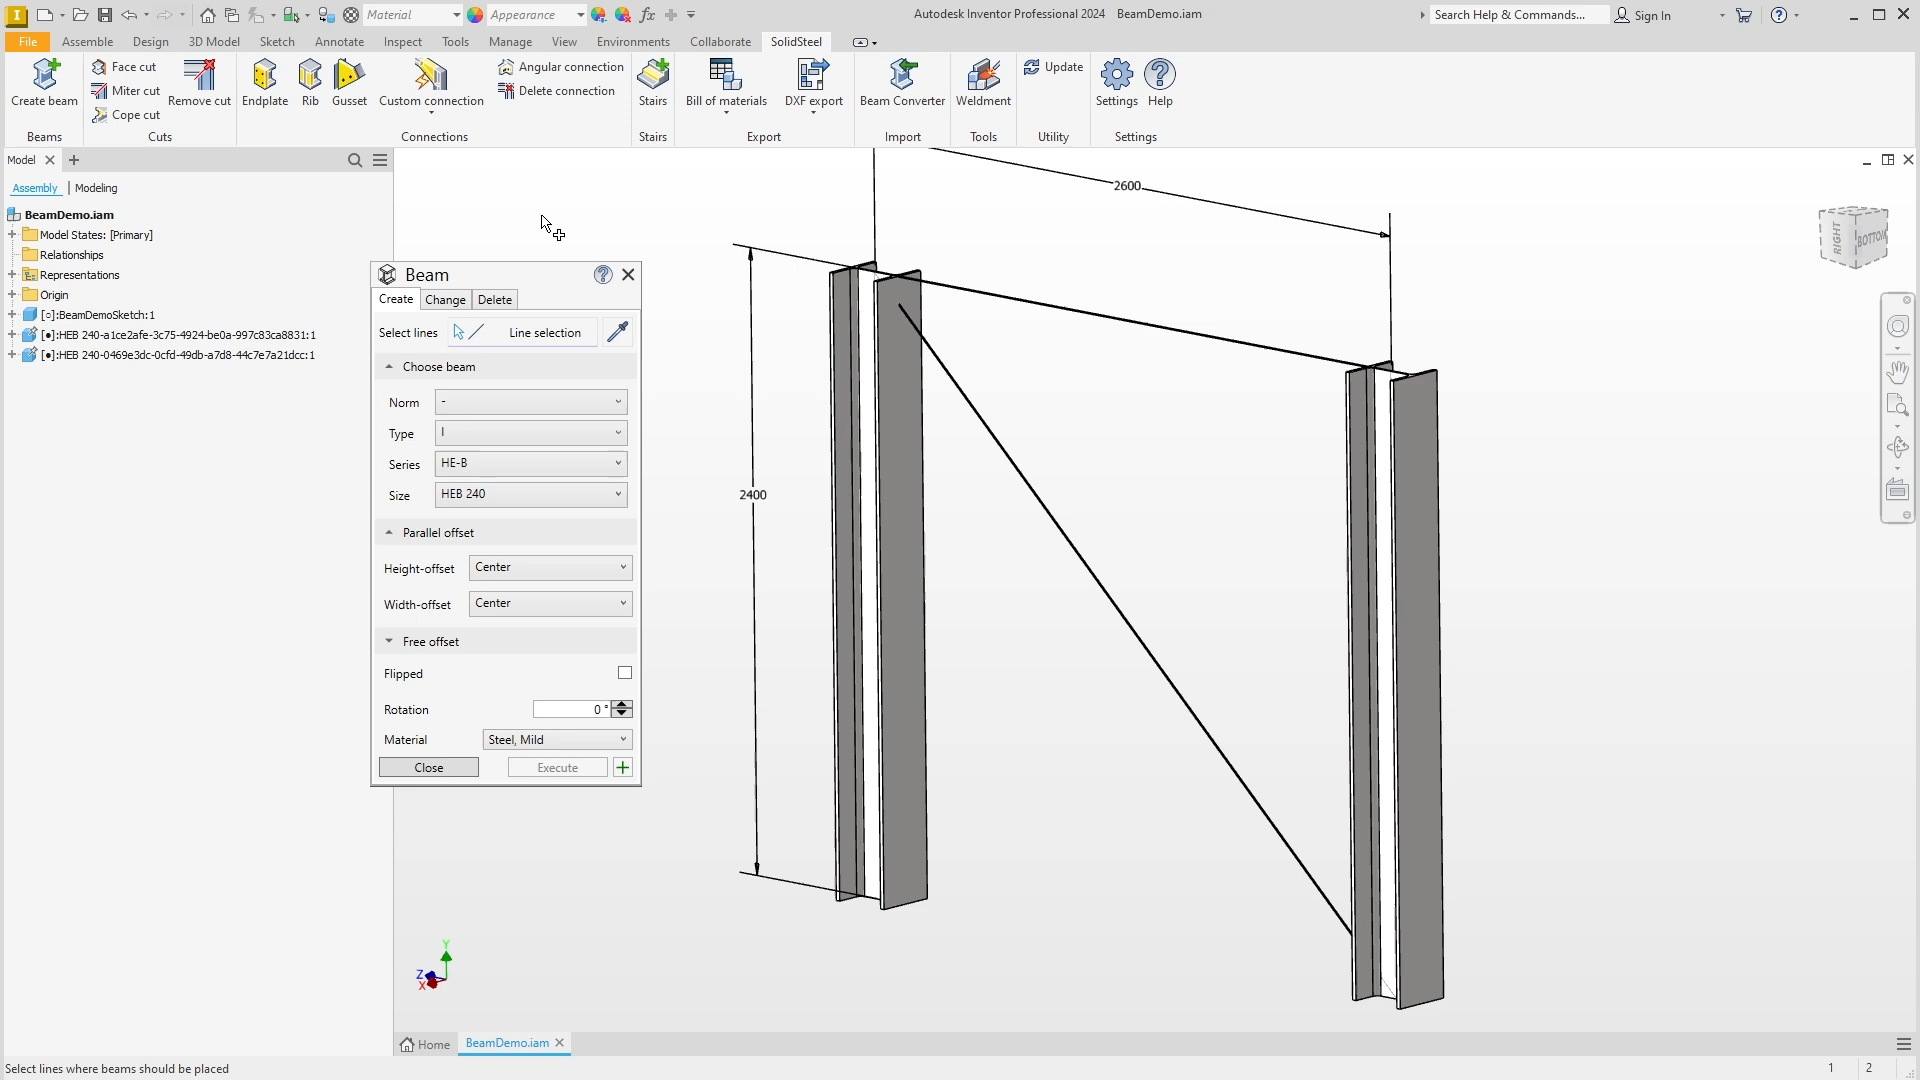 Material
Appearance
Autodesk Inventor Professional 2024 BeamDemo.iam
Search Help & Commands...
Sign In
File Assemble Design 3D Model Sketch Annotate Inspect Tools Manage View Environments Collaborate SolidSteel
Create beam
Face cut
Miter cut
Cope cut
Remove cut
Endplate
Rib
Gusset
Custom connection
Angular connection
Delete connection
Stairs
Bill of materials
DXF export
Beam Converter
Weldment
Update
Settings
Help
Beams
Cuts
Connections
Stairs
Export
Import
Tools
Utility
Settings
Model
Assembly | Modeling
BeamDemo.iam
Model States: [Primary]
Relationships
Representations
Origin
[○]:BeamDemoSketch:1
[●]:HEB 240-a1ce2afe-3c75-4924-be0a-997c83ca8831:1
[●]:HEB 240-0469e3dc-0cfd-49db-a7d8-44c7e7a21dcc:1
Beam
Create Change Delete
Select lines Line selection
Choose beam
Norm -
Type I
Series HE-B
Size HEB 240
Parallel offset
Height-offset Center
Width-offset Center
Free offset
Flipped
Rotation 0 °
Material Steel, Mild
Close Execute
2600
2400
RIGHT
BOTTOM
Y
Z
X
Home BeamDemo.iam
Select lines where beams should be placed
1 2